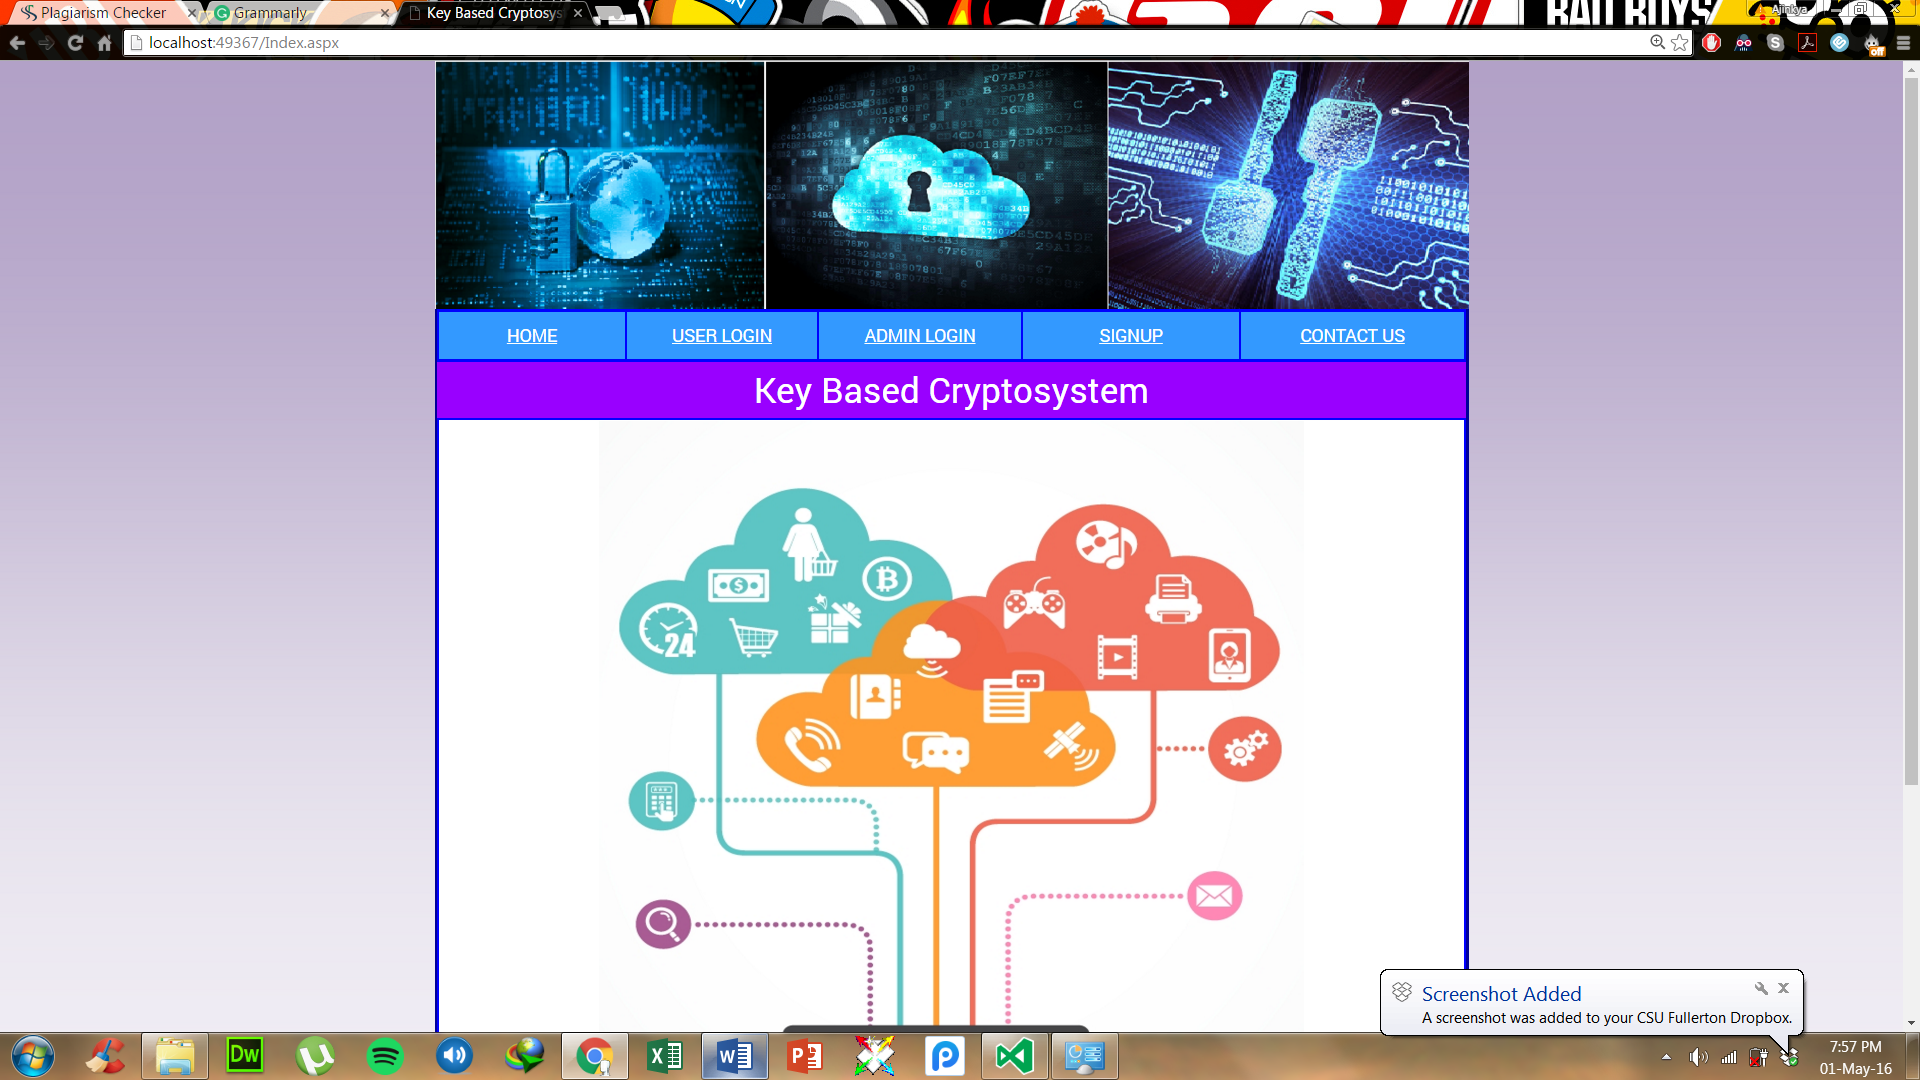 Plagiarism Checker
Grammarly
Key Based Cryptosys
Ajinkya
BAD BOYS
localhost:49367/Index.aspx
off
HOME
USER LOGIN
ADMIN LOGIN
SIGNUP
CONTACT US
Key Based Cryptosystem
24
Screenshot Added
A screenshot was added to your CSU Fullerton Dropbox.
Dw
7:57 PM
01-May-16